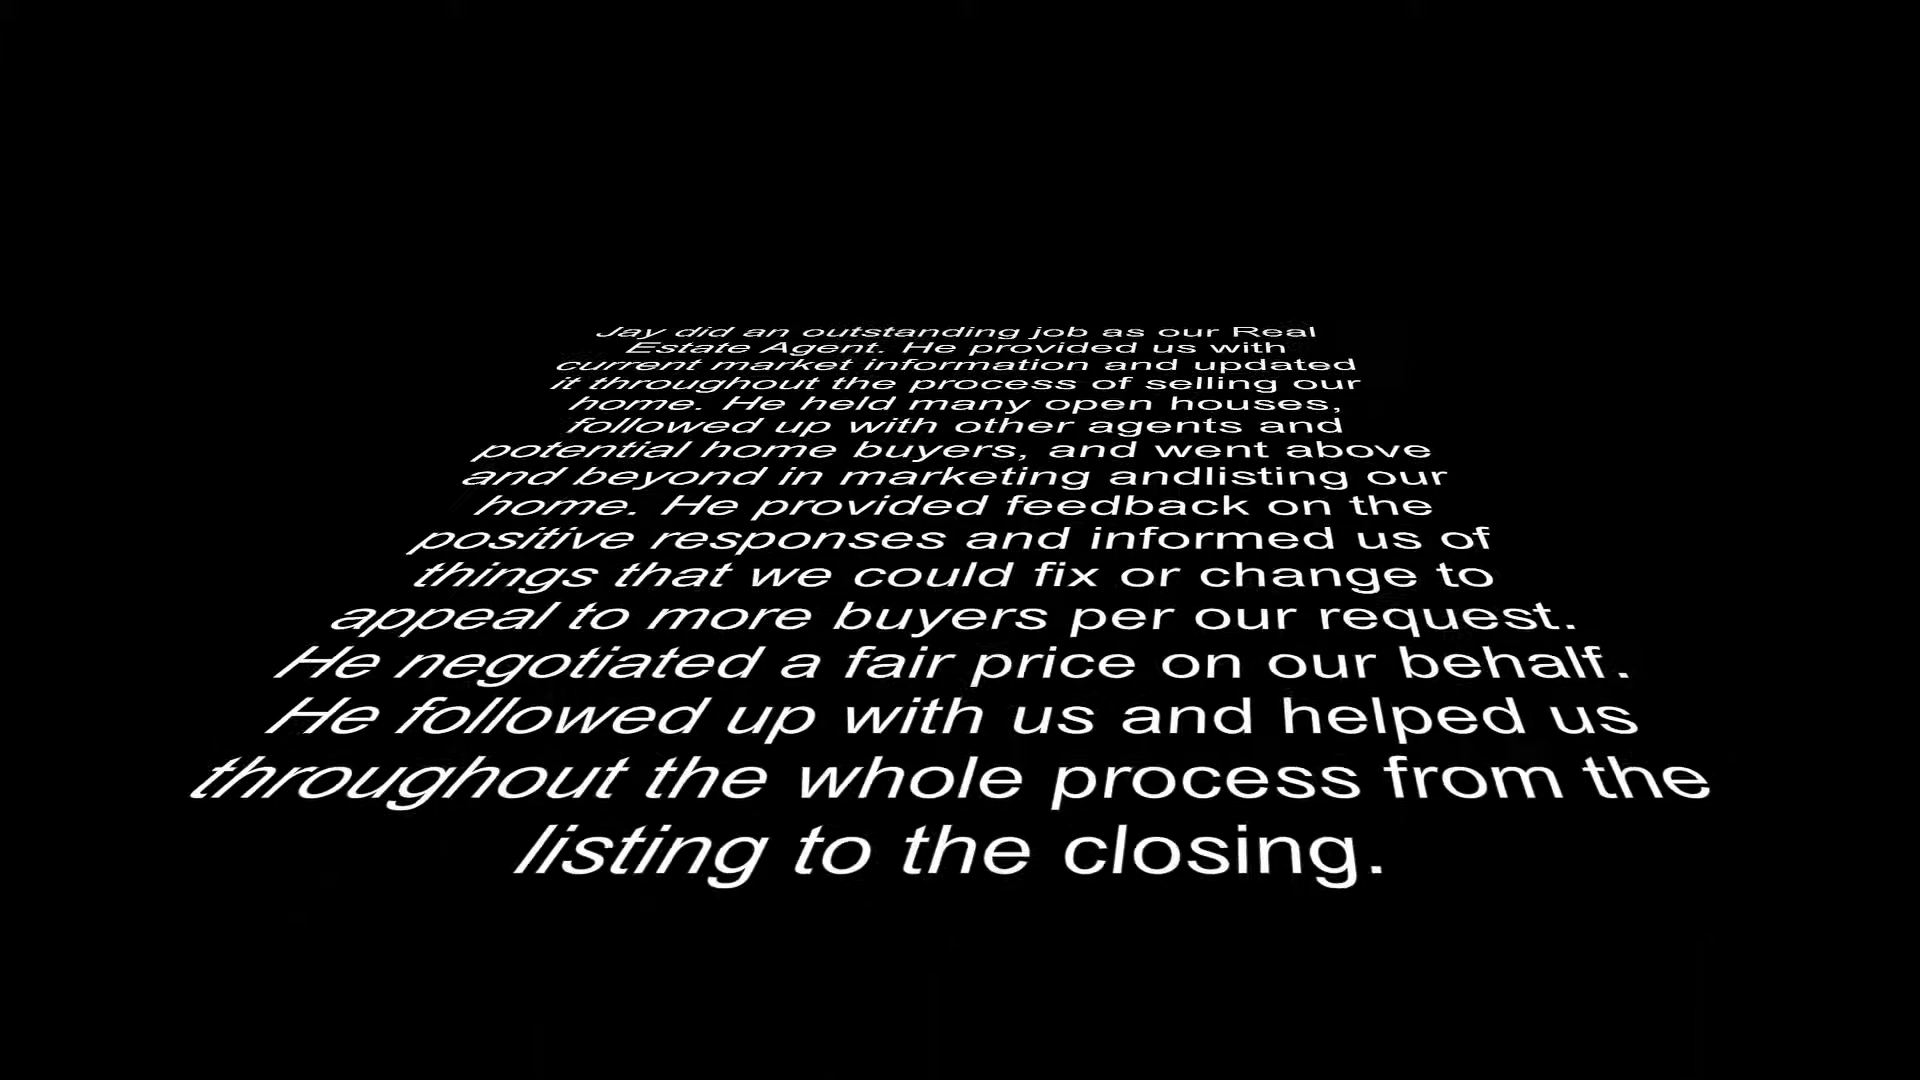 Jay did an outstanding job as our Real
Estate Agent. He provided us with
current market information and updated
it throughout the process of selling our
home. He held many open houses,
followed up with other agents and
potential home buyers, and went above
and beyond in marketing andlisting our
home. He provided feedback on the
positive responses and informed us of
things that we could fix or change to
appeal to more buyers per our request.
He negotiated a fair price on our behalf.
He followed up with us and helped us
throughout the whole process from the
listing to the closing.